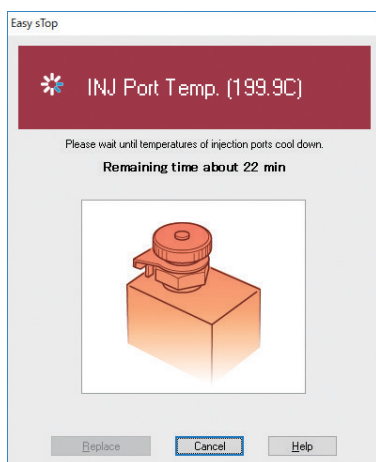 Easy sTop
INJ Port Temp. (199.9C)
Please wait until temperatures of injection ports cool down.
Remaining time about 22 min
Replace
Cancel
Help